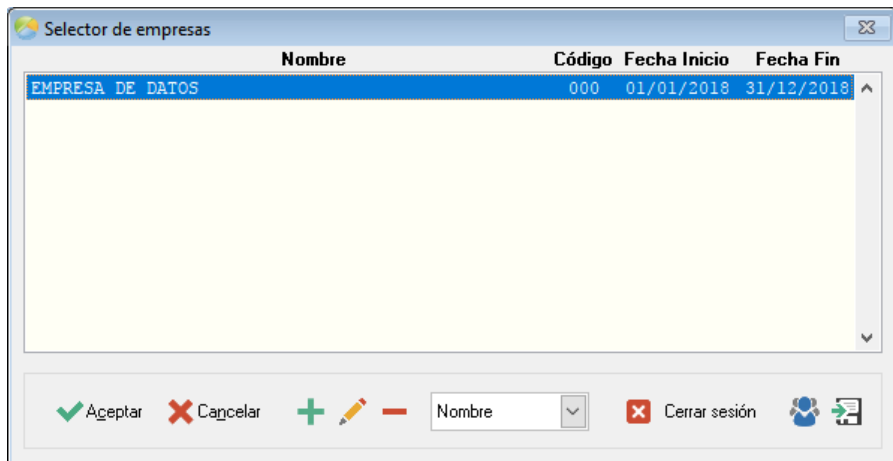 Selector de empresas
Nombre Código Fecha Inicio Fecha Fin
EMPRESA DE DATOS 000 01/01/2018 31/12/2018
Aceptar Cancelar Nombre Cerrar sesión